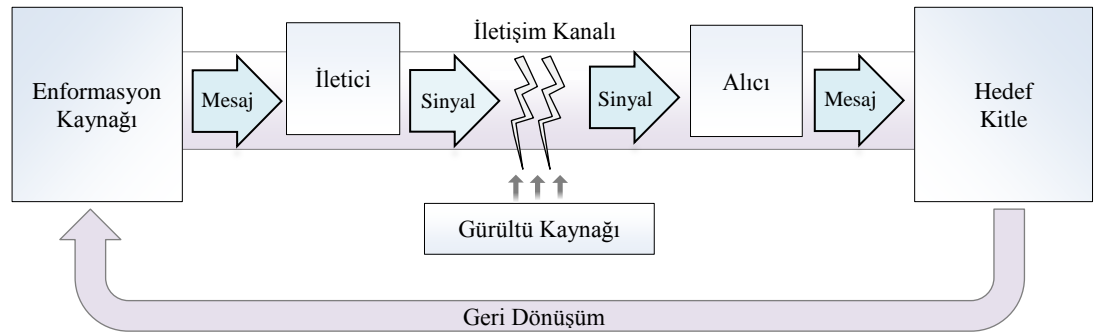 İletişim Kanalı
Enformasyon
Kaynağı
Mesaj
İletici
Sinyal
Sinyal
Alıcı
Mesaj
Hedef
Kitle
Gürültü Kaynağı
Geri Dönüşüm